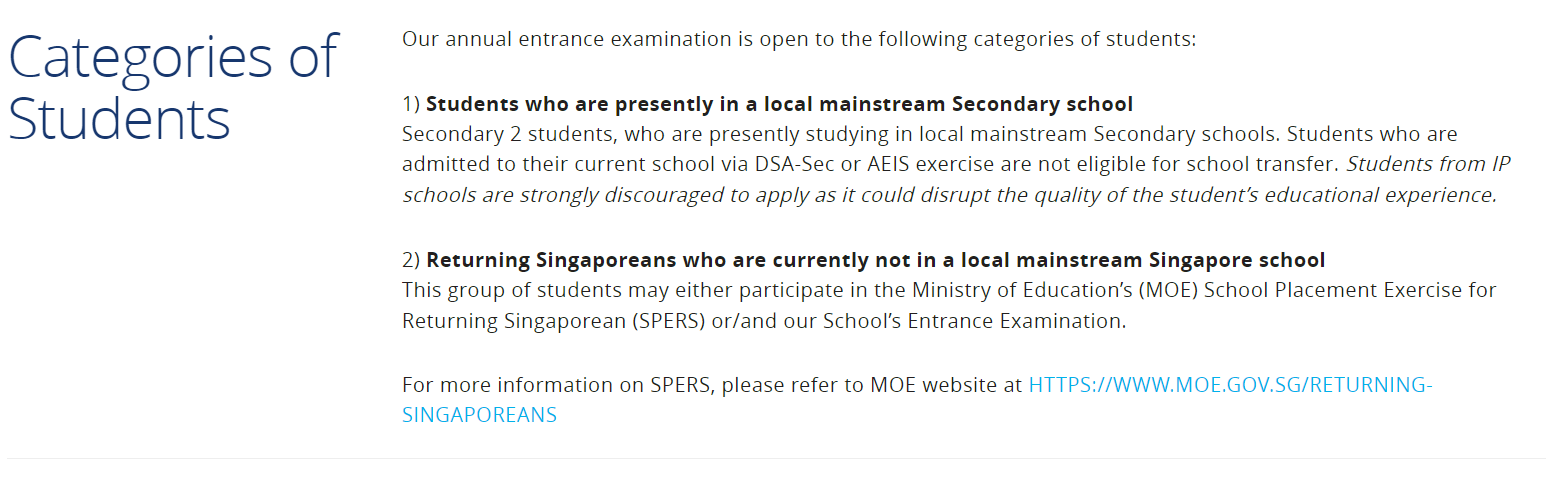 Categories of
Students
Our annual entrance examination is open to the following categories of students:
1) Students who are presently in a local mainstream Secondary school
Secondary 2 students, who are presently studying in local mainstream Secondary schools. Students who are
admitted to their current school via DSA-Sec or AEIS exercise are not eligible for school transfer. Students from IP
schools are strongly discouraged to apply as it could disrupt the quality of the student’s educational experience.
2) Returning Singaporeans who are currently not in a local mainstream Singapore school
This group of students may either participate in the Ministry of Education’s (MOE) School Placement Exercise for
Returning Singaporean (SPERS) or/and our School’s Entrance Examination.
For more information on SPERS, please refer to MOE website at HTTPS://WWW.MOE.GOV.SG/RETURNING-
SINGAPOREANS